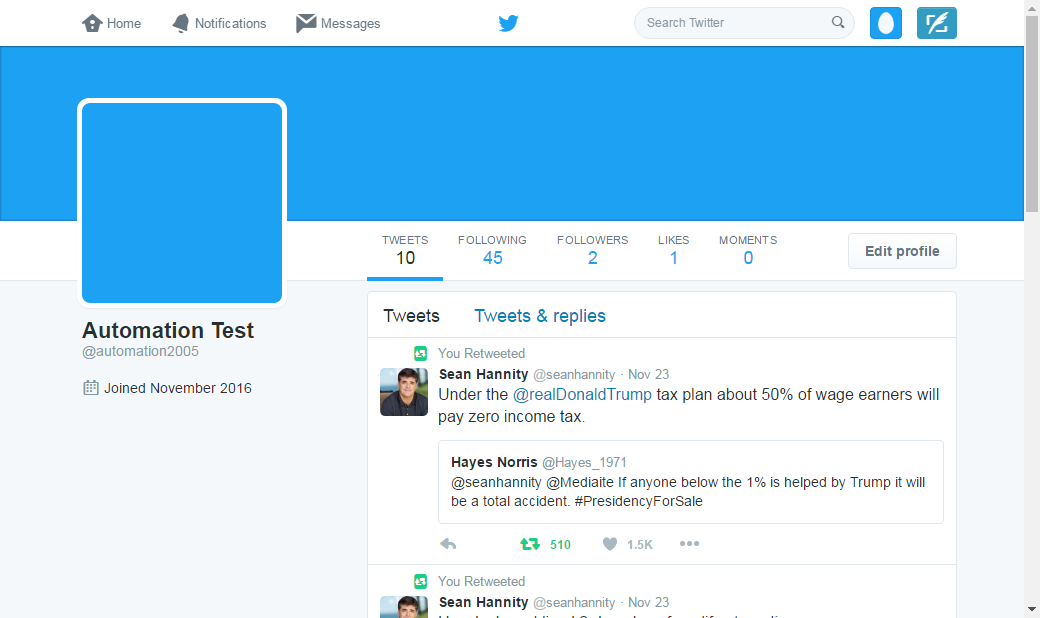 Home Notifications Messages Search Twitter
TWEETS FOLLOWING FOLLOWERS LIKES MOMENTS
10 45 2 1 0
Edit profile
Automation Test
@automation2005
Joined November 2016
Tweets Tweets & replies
You Retweeted
Sean Hannity @seanhannity · Nov 23
Under the @realDonaldTrump tax plan about 50% of wage earners will
pay zero income tax.
Hayes Norris @Hayes_1971
@seanhannity @Mediaite If anyone below the 1% is helped by Trump it will
be a total accident. #PresidencyForSale
510 1.5K
You Retweeted
Sean Hannity @seanhannity · Nov 23